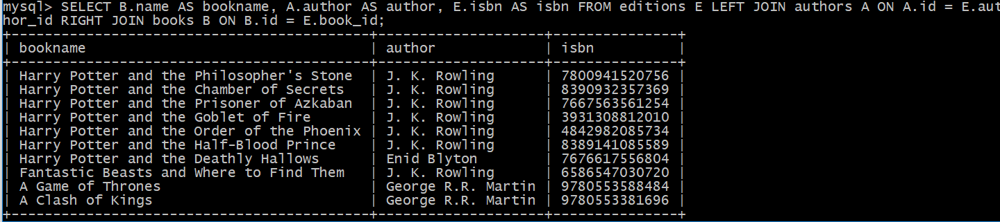 mysql> SELECT B.name AS bookname, A.author AS author, E.isbn AS isbn FROM editions E LEFT JOIN authors A ON A.id = E.aut
hor_id RIGHT JOIN books B ON B.id = E.book_id;
+-------------------------------------------+--------------------+---------------+
| bookname                                  | author             | isbn          |
+-------------------------------------------+--------------------+---------------+
| Harry Potter and the Philosopher's Stone  | J. K. Rowling      | 7800941520756 |
| Harry Potter and the Chamber of Secrets   | J. K. Rowling      | 8390932357369 |
| Harry Potter and the Prisoner of Azkaban  | J. K. Rowling      | 7667563561254 |
| Harry Potter and the Goblet of Fire       | J. K. Rowling      | 3931308812010 |
| Harry Potter and the Order of the Phoenix | J. K. Rowling      | 4842982085734 |
| Harry Potter and the Half-Blood Prince    | J. K. Rowling      | 8389141085589 |
| Harry Potter and the Deathly Hallows      | Enid Blyton        | 7676617556804 |
| Fantastic Beasts and Where to Find Them   | J. K. Rowling      | 6586547030720 |
| A Game of Thrones                         | George R.R. Martin | 9780553588484 |
| A Clash of Kings                          | George R.R. Martin | 9780553381696 |
+-------------------------------------------+--------------------+---------------+